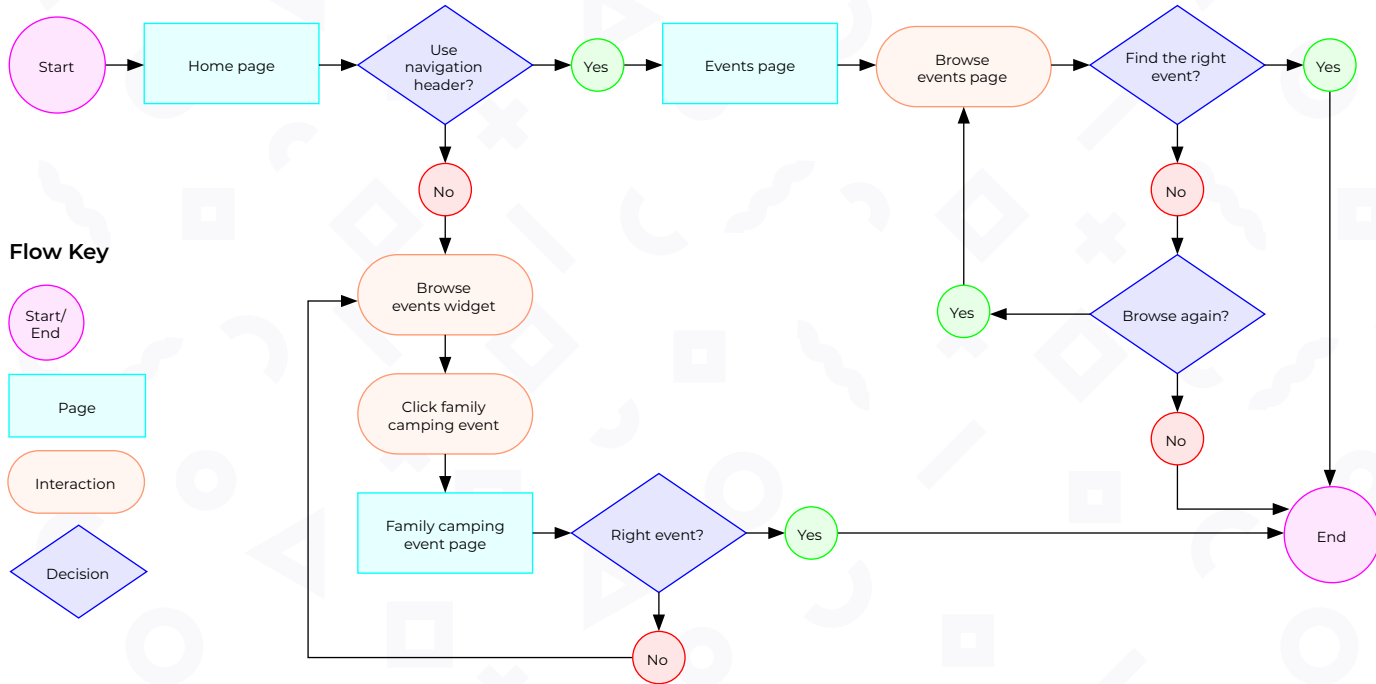 Start
Home page
Use
navigation
header?
Yes
Events page
Browse
events page
Find the right
event?
Yes
No
No
Flow Key
Browse
events widget
Start/
End
Yes
Browse again?
Page
Click family
camping event
No
Interaction
Family camping
event page
Right event?
Yes
End
Decision
No